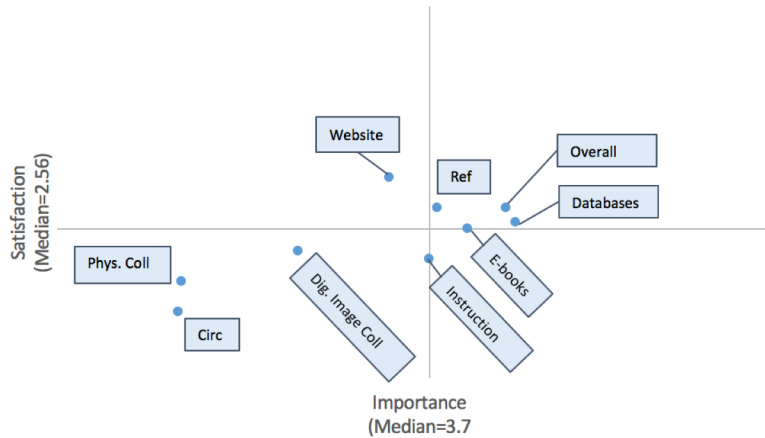 Website
Overall
Ref
Databases
Satisfaction
(Median=2.56)
Phys. Coll
E-books
Dig. Image Coll
Instruction
Circ
Importance
(Median=3.7